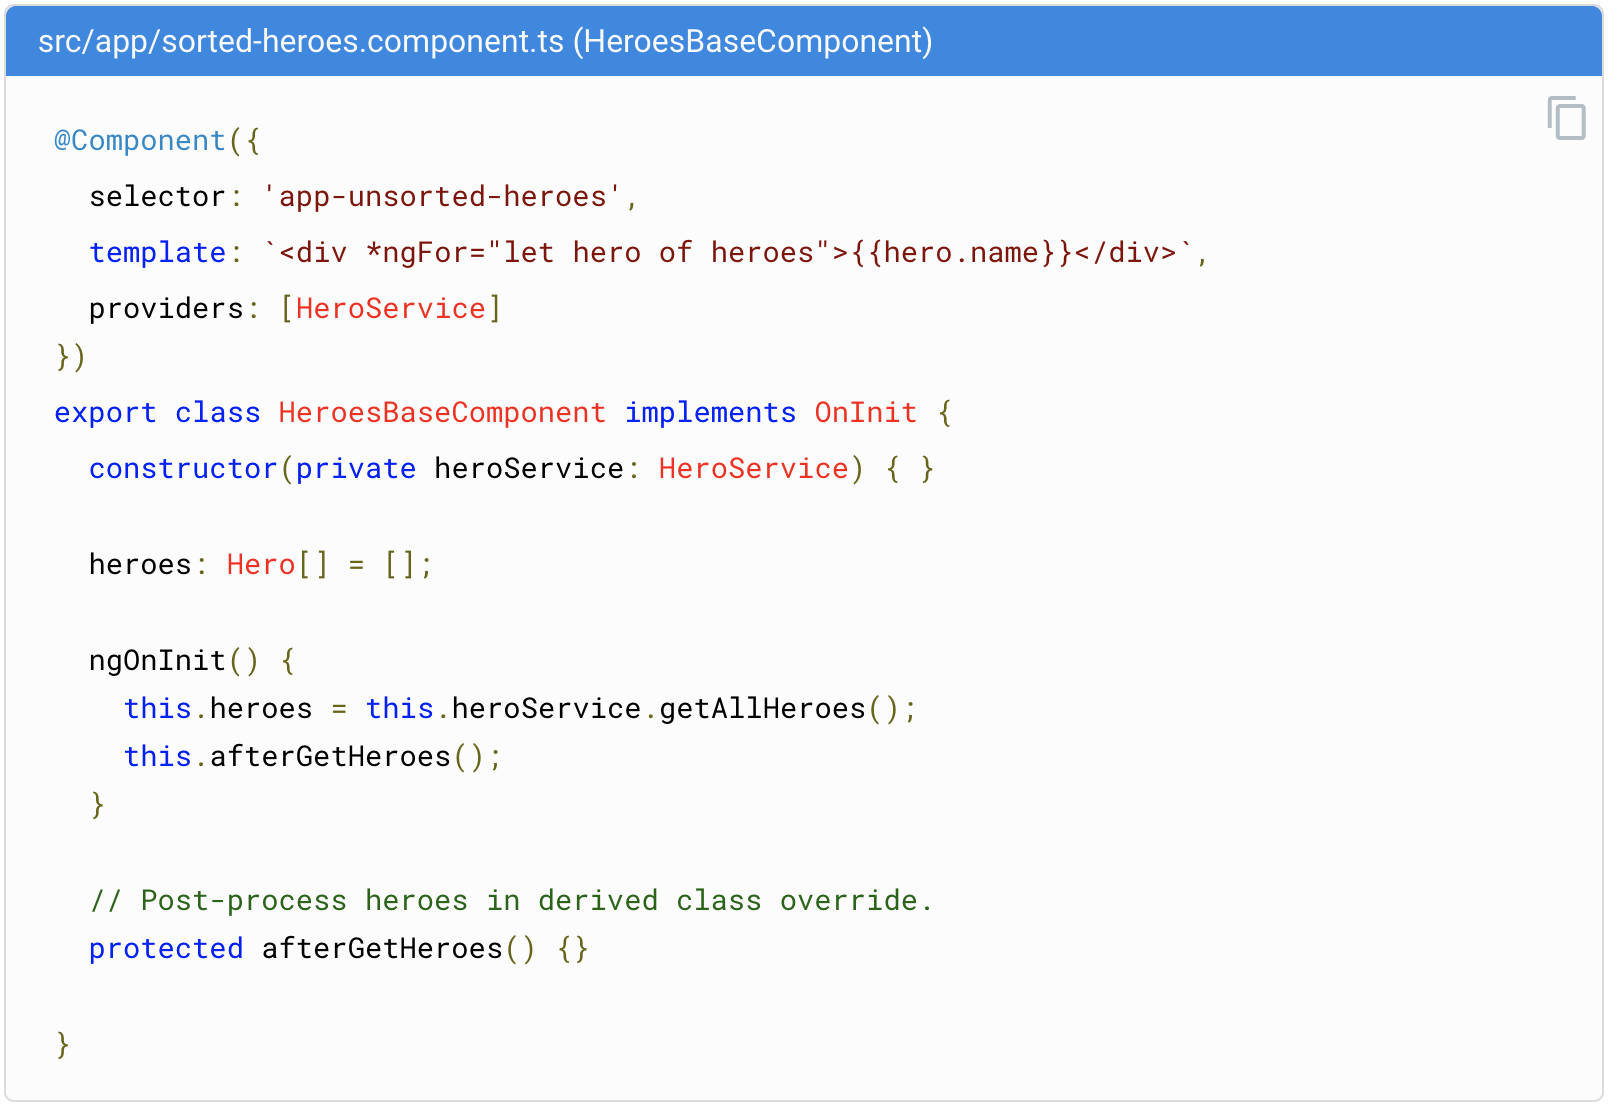 src/app/sorted-heroes.component.ts (HeroesBaseComponent)
@Component({
  selector: 'app-unsorted-heroes',
  template: `<div *ngFor="let hero of heroes">{{hero.name}}</div>`,
  providers: [HeroService]
})
export class HeroesBaseComponent implements OnInit {
  constructor(private heroService: HeroService) { }
  heroes: Hero[] = [];
  ngOnInit() {
    this.heroes = this.heroService.getAllHeroes();
    this.afterGetHeroes();
  }
  // Post-process heroes in derived class override.
  protected afterGetHeroes() {}
}